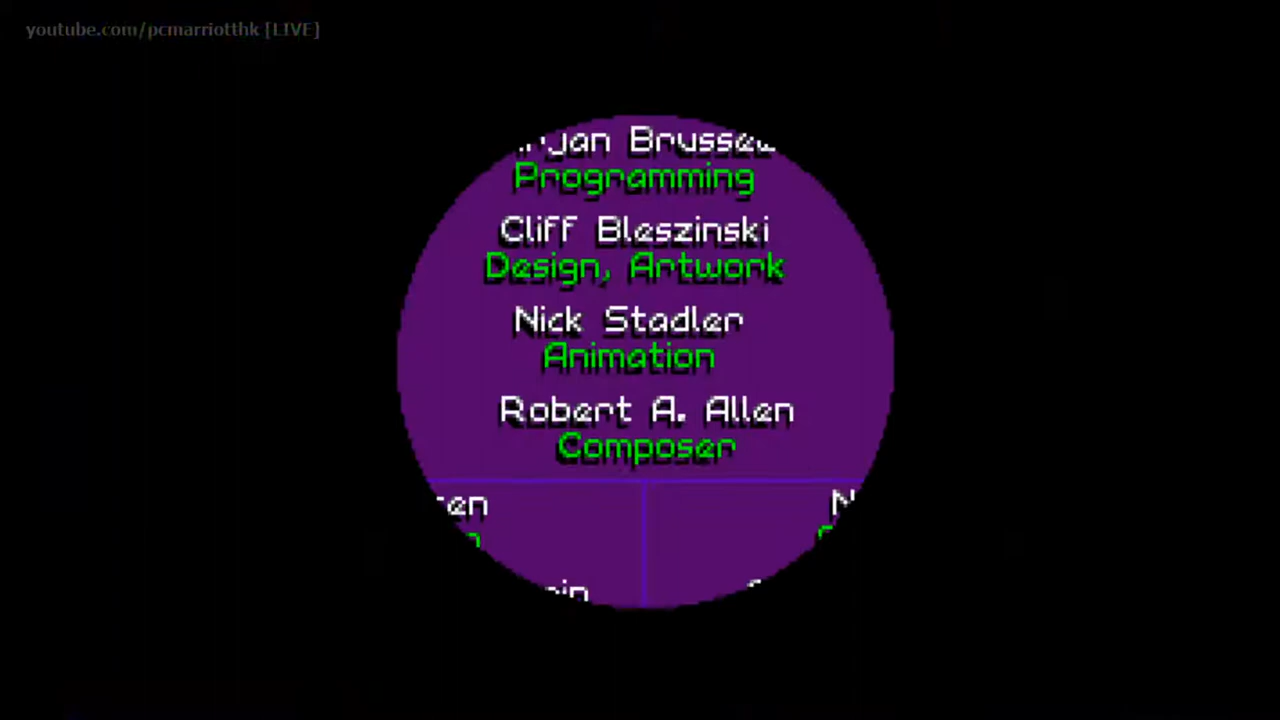 youtube.com/pcmarriotthk [LIVE]
Programming
Cliff Bleszinski
Design, Artwork
Nick Stadler
Animation
Robert A. Allen
Composer